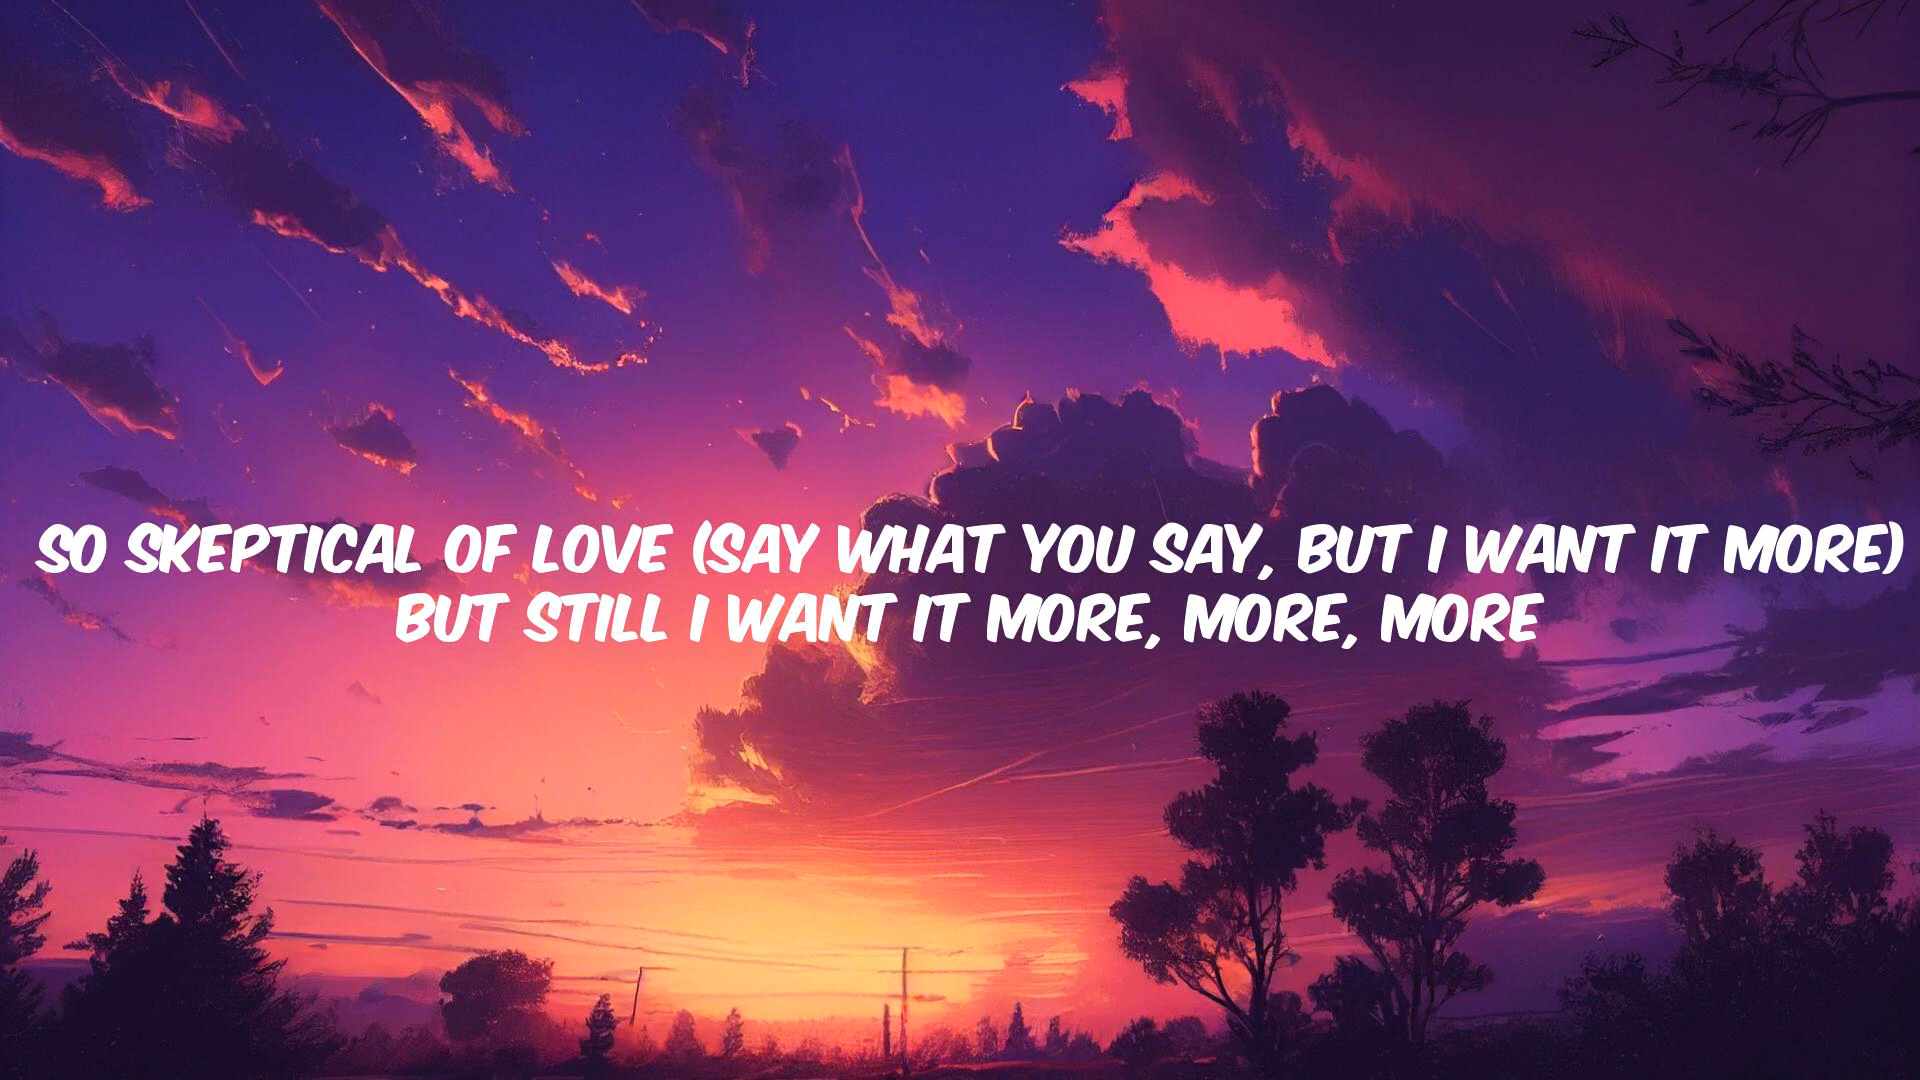 SO SKEPTICAL OF LOVE (SAY WHAT YOU SAY, BUT I WANT IT MORE)
BUT STILL I WANT IT MORE, MORE, MORE